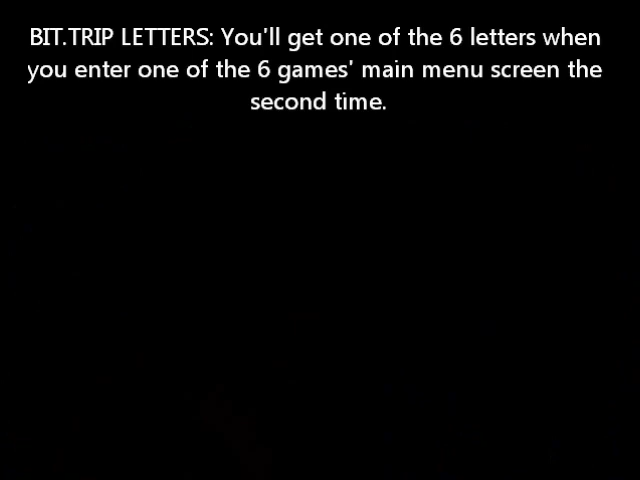 BIT.TRIP LETTERS: You'll get one of the 6 letters when
you enter one of the 6 games' main menu screen the
second time.